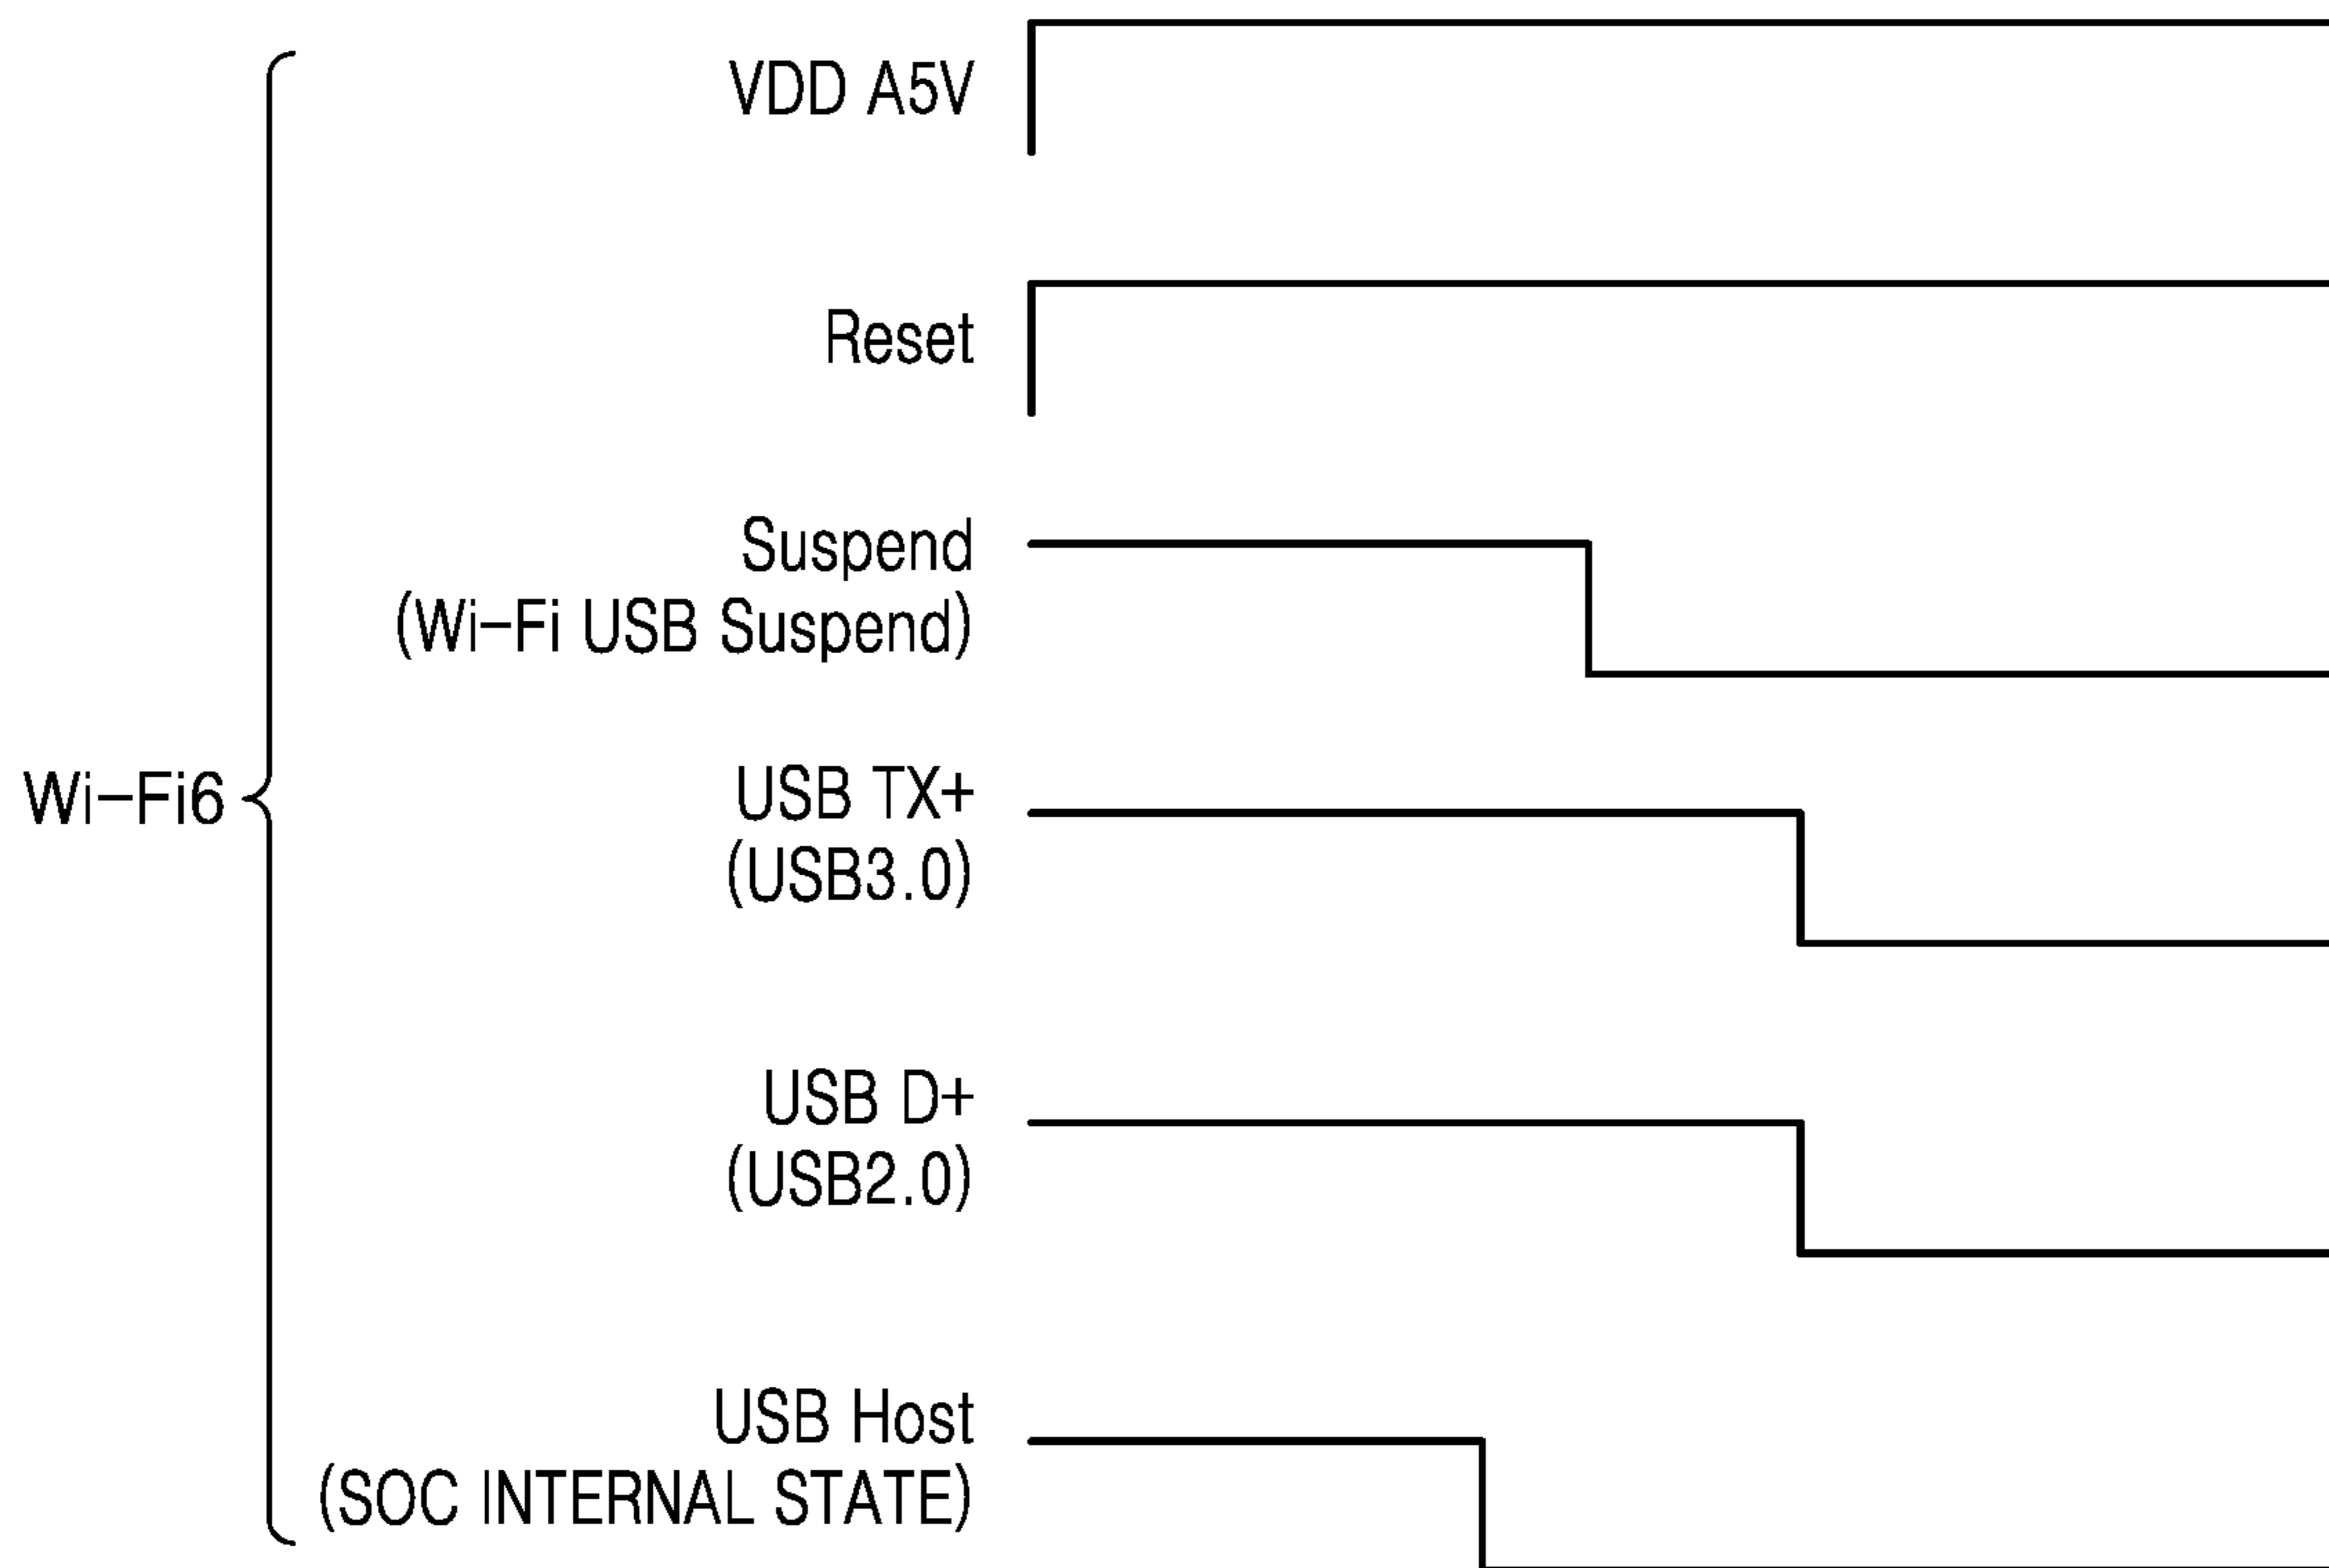 VDD A5V
Reset
Suspend
(Wi-Fi USB Suspend)
Wi-Fi6
USB TX+
(USB3.0)
USB D+
(USB2.0)
USB Host
(SOC INTERNAL STATE)